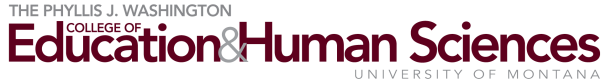 THE PHYLLIS J. WASHINGTON
COLLEGE OF
Education & Human Sciences
UNIVERSITY OF MONTANA